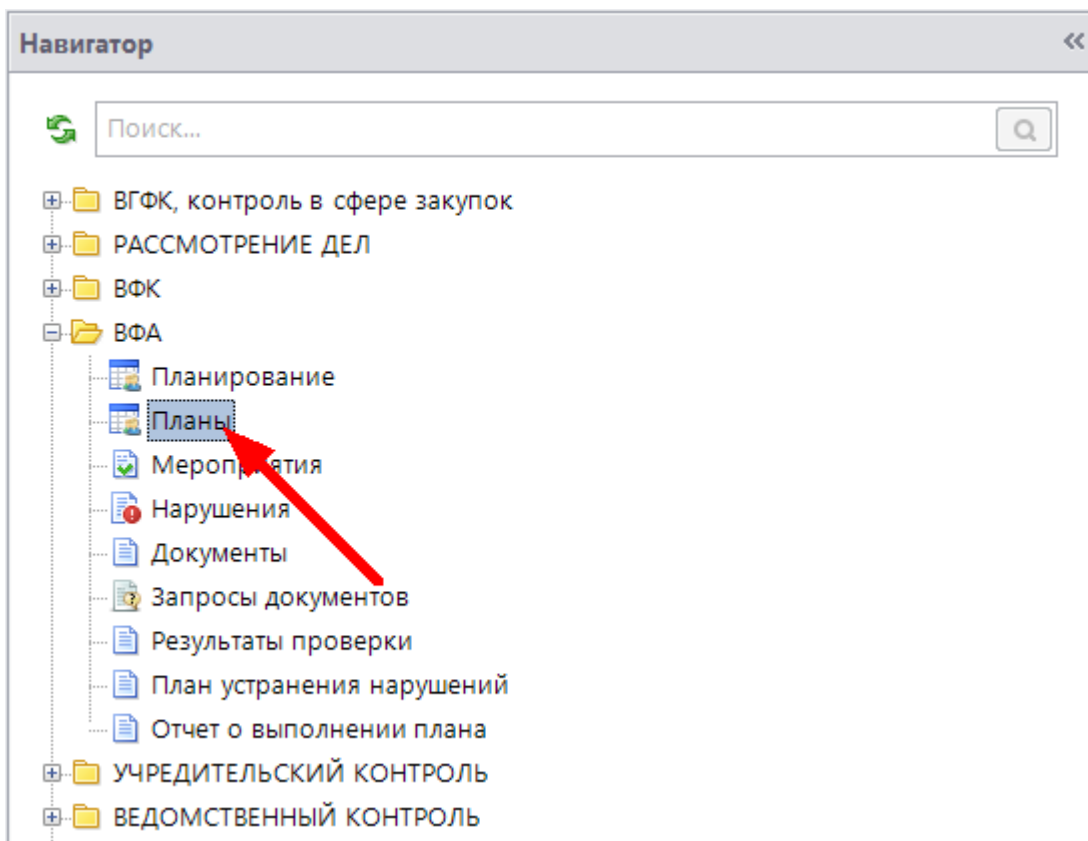 Навигатор
Поиск...
ВГФК, контроль в сфере закупок
РАССМОТРЕНИЕ ДЕЛ
ВФК
ВФА
Планирование
Планы
Мероприятия
Нарушения
Документы
Запросы документов
Результаты проверки
План устранения нарушений
Отчет о выполнении плана
УЧРЕДИТЕЛЬСКИЙ КОНТРОЛЬ
ВЕДОМСТВЕННЫЙ КОНТРОЛЬ